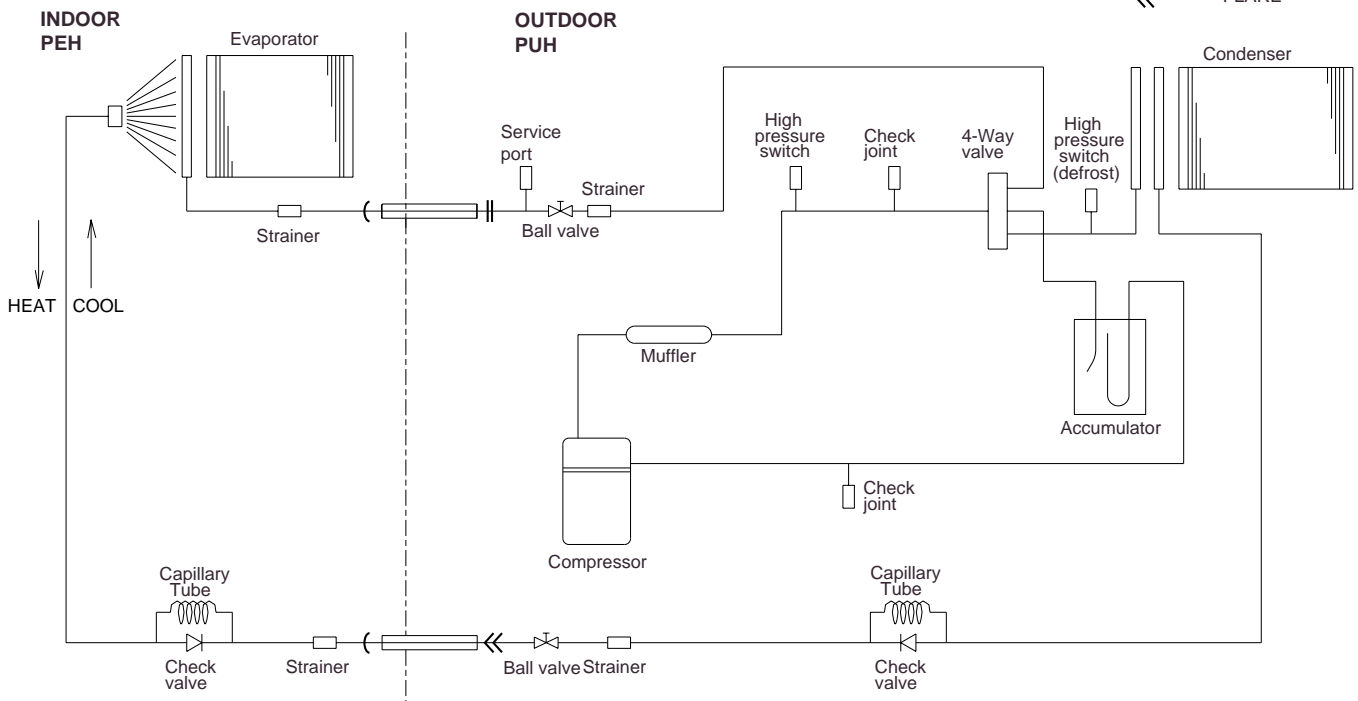 FLARE
INDOOR
PEH
OUTDOOR
PUH
Evaporator
Condenser
Service
port
High
pressure
switch
Check
joint
4-Way
valve
High
pressure
switch
(defrost)
Strainer
Strainer
Ball valve
HEAT
COOL
Muffler
Accumulator
Check
joint
Compressor
Capillary
Tube
Check
valve
Strainer
Ball valve
Strainer
Capillary
Tube
Check
valve